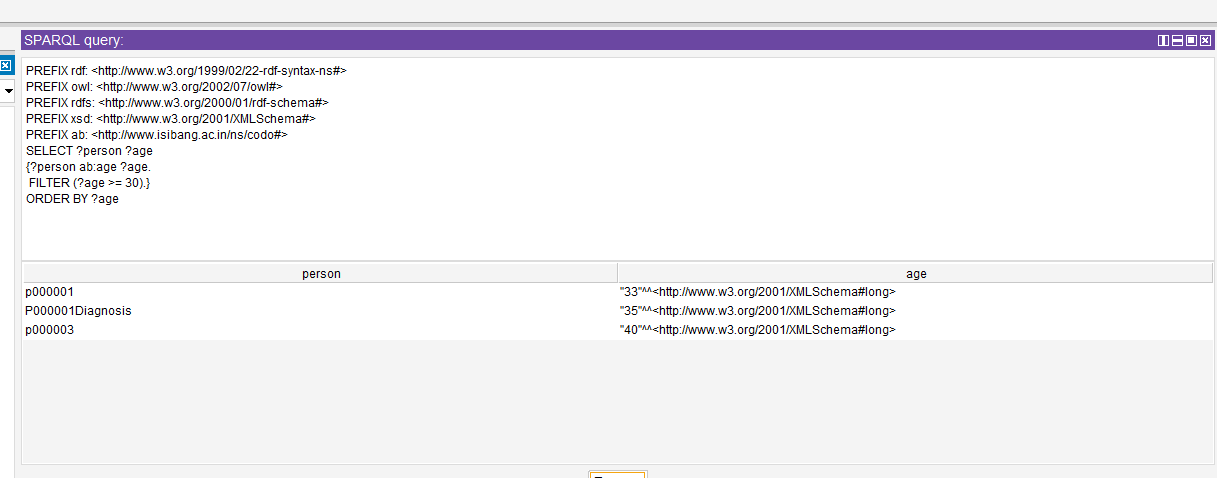 SPARQL query:
PREFIX rdf: <http://www.w3.org/1999/02/22-rdf-syntax-ns#>
PREFIX owl: <http://www.w3.org/2002/07/owl#>
PREFIX rdfs: <http://www.w3.org/2000/01/rdf-schema#>
PREFIX xsd: <http://www.w3.org/2001/XMLSchema#>
PREFIX ab: <http://www.isibang.ac.in/ns/codo#>
SELECT ?person ?age
{?person ab:age ?age.
FILTER (?age >= 30).}
ORDER BY ?age
person age
p000001 "33"^^<http://www.w3.org/2001/XMLSchema#long>
P000001Diagnosis "35"^^<http://www.w3.org/2001/XMLSchema#long>
p000003 "40"^^<http://www.w3.org/2001/XMLSchema#long>